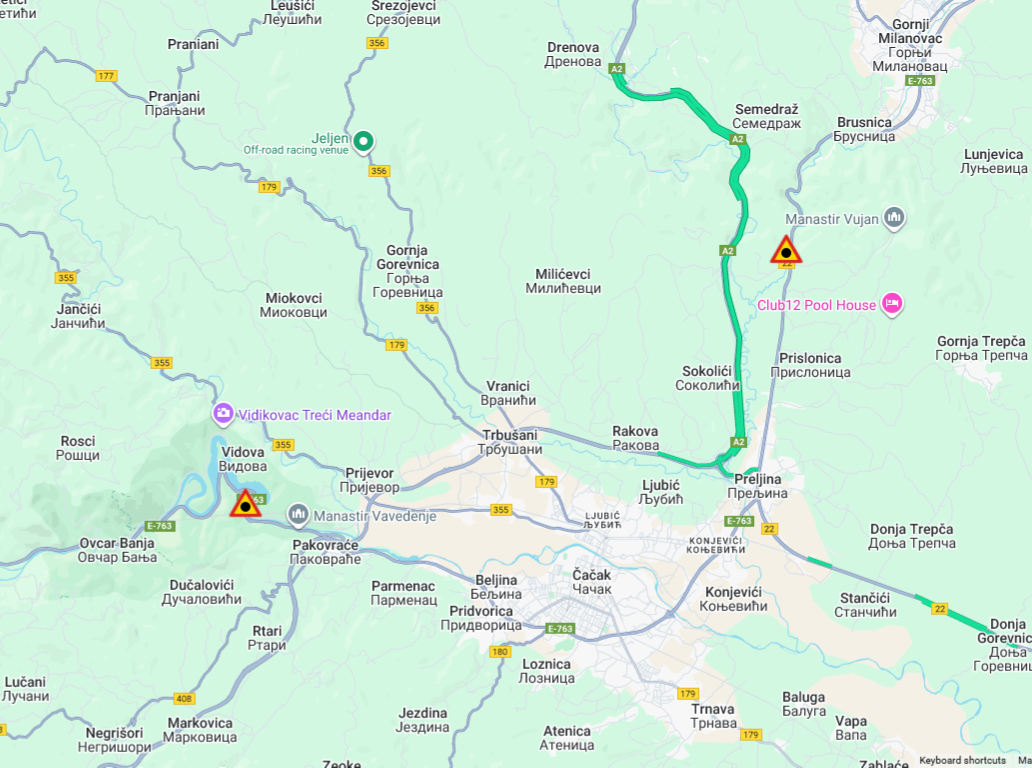 етићи
Leušići
Леушићи
Srezojevci
Срезојевци
356
Praniani
177
Pranjani
Прањани
Drenova
Дренова
A2
Gornji
Milanovac
Горњи
Милановац
E-763
Semedraž
Семедраж
A2
Brusnica
Брусница
Lunjevica
Луњевица
Jeljen
Off-road racing venue
356
179
Manastir Vujan
22
A2
Gornja
Gorevnica
Горња
Горевница
356
Milićevci
Милићевци
355
Jančići
Јанчићи
Miokovci
Миоковци
Club12 Pool House
179
355
Gornja Trepča
Горња Трепча
Prislonica
Прислоница
Sokolići
Соколићи
Vranici
Вранићи
Vidikovac Treći Meandar
Rosci
Рошци
355
Trbušani
Трбушани
Rakova
Ракова
A2
Vidova
Видова
Prijevor
Пријевор
179
Ljubić
Љубић
Preljina
Прељина
355
LJUBIĆ
ЉУБИЋ
E-763
Manastir Vavedenje
E-763
22
KONJEVIĆI
КОЊЕВИЋИ
Donja Trepča
Доња Трепча
Ovcar Banja
Овчар Бања
Pakovraće
Паковраће
Dučalovići
Дучаловићи
Parmenac
Парменац
Beljina
Бељина
Čačak
Чачак
Konjevići
Коњевићи
Stančići
Станчићи
22
Pridvorica
Придворица
E-763
Rtari
Ртари
180
Donja
Gorevnic
Доња
Горевниц
Loznica
Лозница
Lučani
Лучани
408
179
Baluga
Балуга
Trnava
Трнава
Jezdina
Јездина
Markovica
Марковица
Negrišori
Негришори
Atenica
Атеница
179
Vapa
Вапа
Zeoke
Zablaće
Keyboard shortcuts
Ma